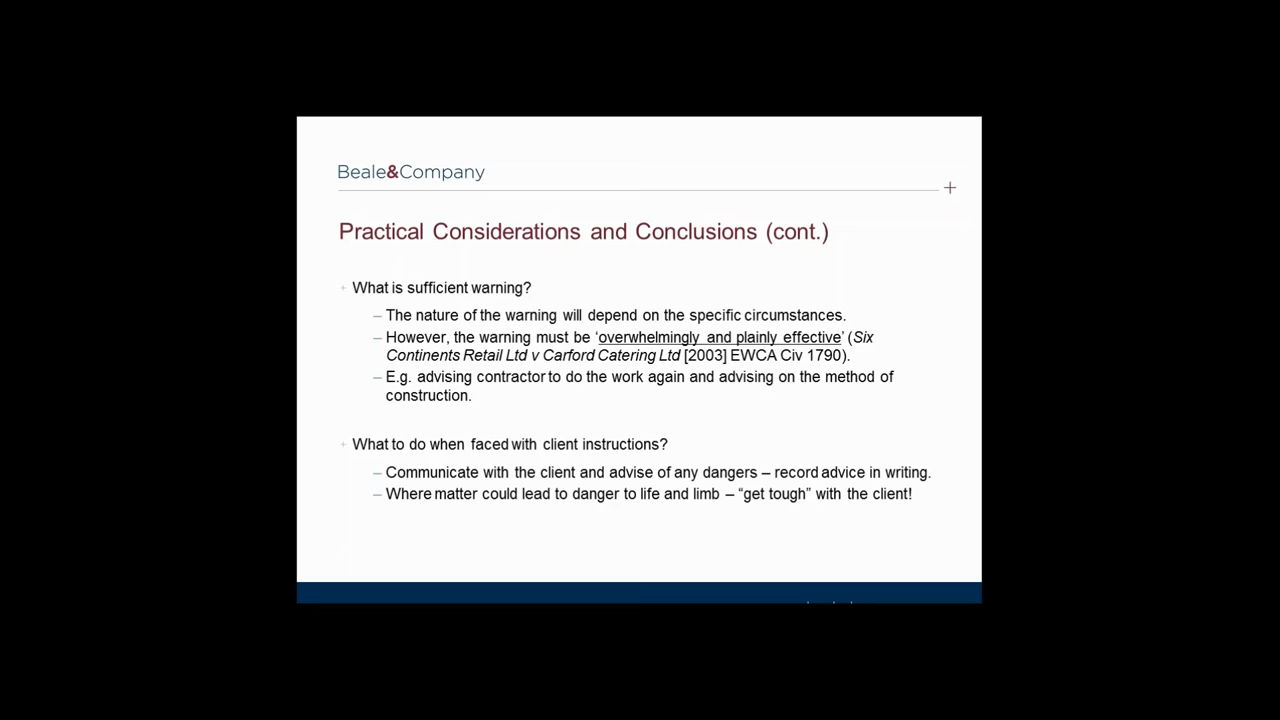 Beale&Company
+
Practical Considerations and Conclusions (cont.)
+ What is sufficient warning?
– The nature of the warning will depend on the specific circumstances.
– However, the warning must be ‘overwhelmingly and plainly effective’ (Six
Continents Retail Ltd v Carford Catering Ltd [2003] EWCA Civ 1790).
– E.g. advising contractor to do the work again and advising on the method of
construction.
+ What to do when faced with client instructions?
– Communicate with the client and advise of any dangers – record advice in writing.
– Where matter could lead to danger to life and limb – “get tough” with the client!